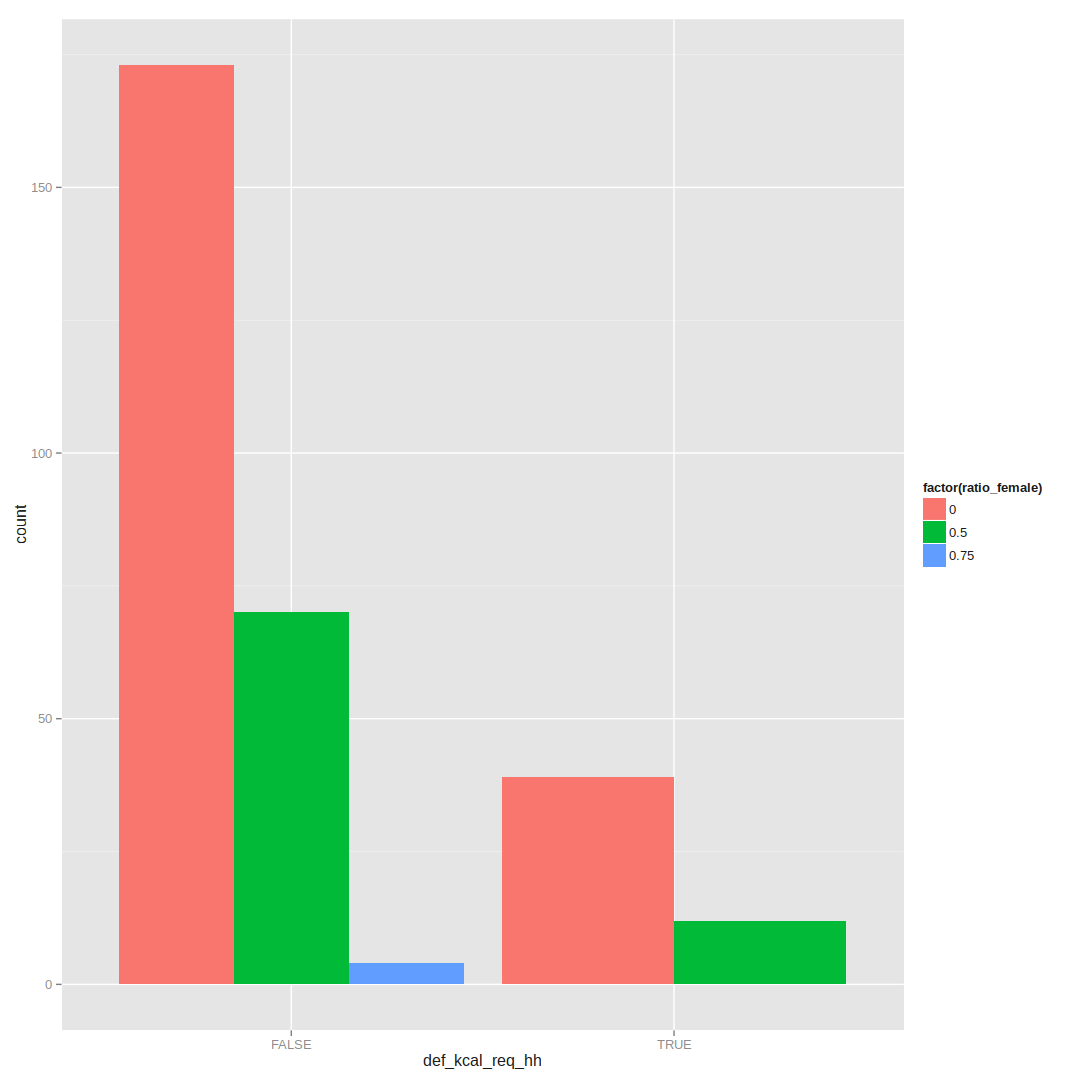 150
100
50
0
count
FALSE
TRUE
def_kcal_req_hh
factor(ratio_female)
0
0.5
0.75